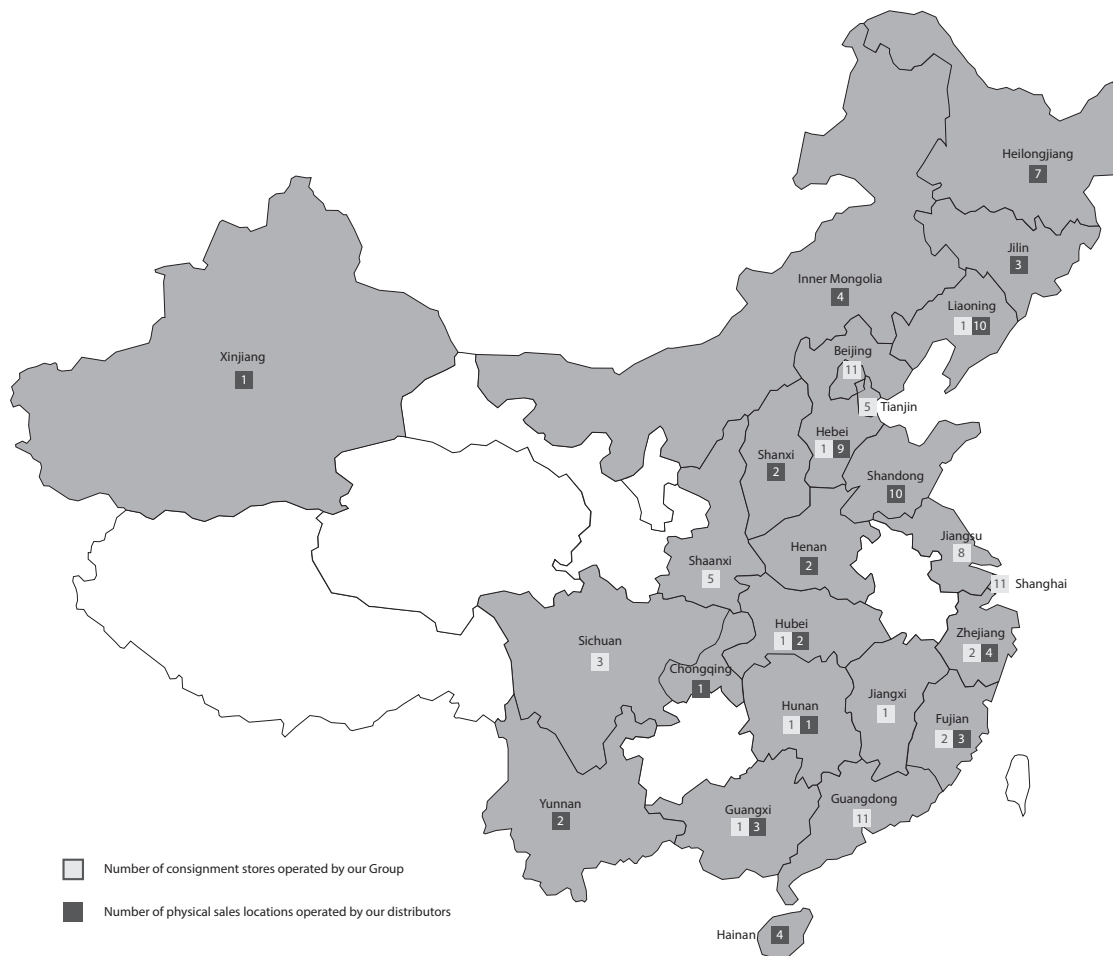 Heilongjiang
7
Jilin
3
Inner Mongolia
4
Liaoning
1 10
Xinjiang
1
Beijing
11
5 Tianjin
Hebei
1 9
Shanxi
2
Shandong
10
Jiangsu
8
Henan
2
Shaanxi
5
11 Shanghai
Hubei
1 2
Zhejiang
2 4
Sichuan
3
Chongqing
1
Jiangxi
1
Hunan
1 1
Fujian
2 3
Yunnan
2
Guangxi
1 3
Guangdong
11
Number of consignment stores operated by our Group
Number of physical sales locations operated by our distributors
Hainan 4